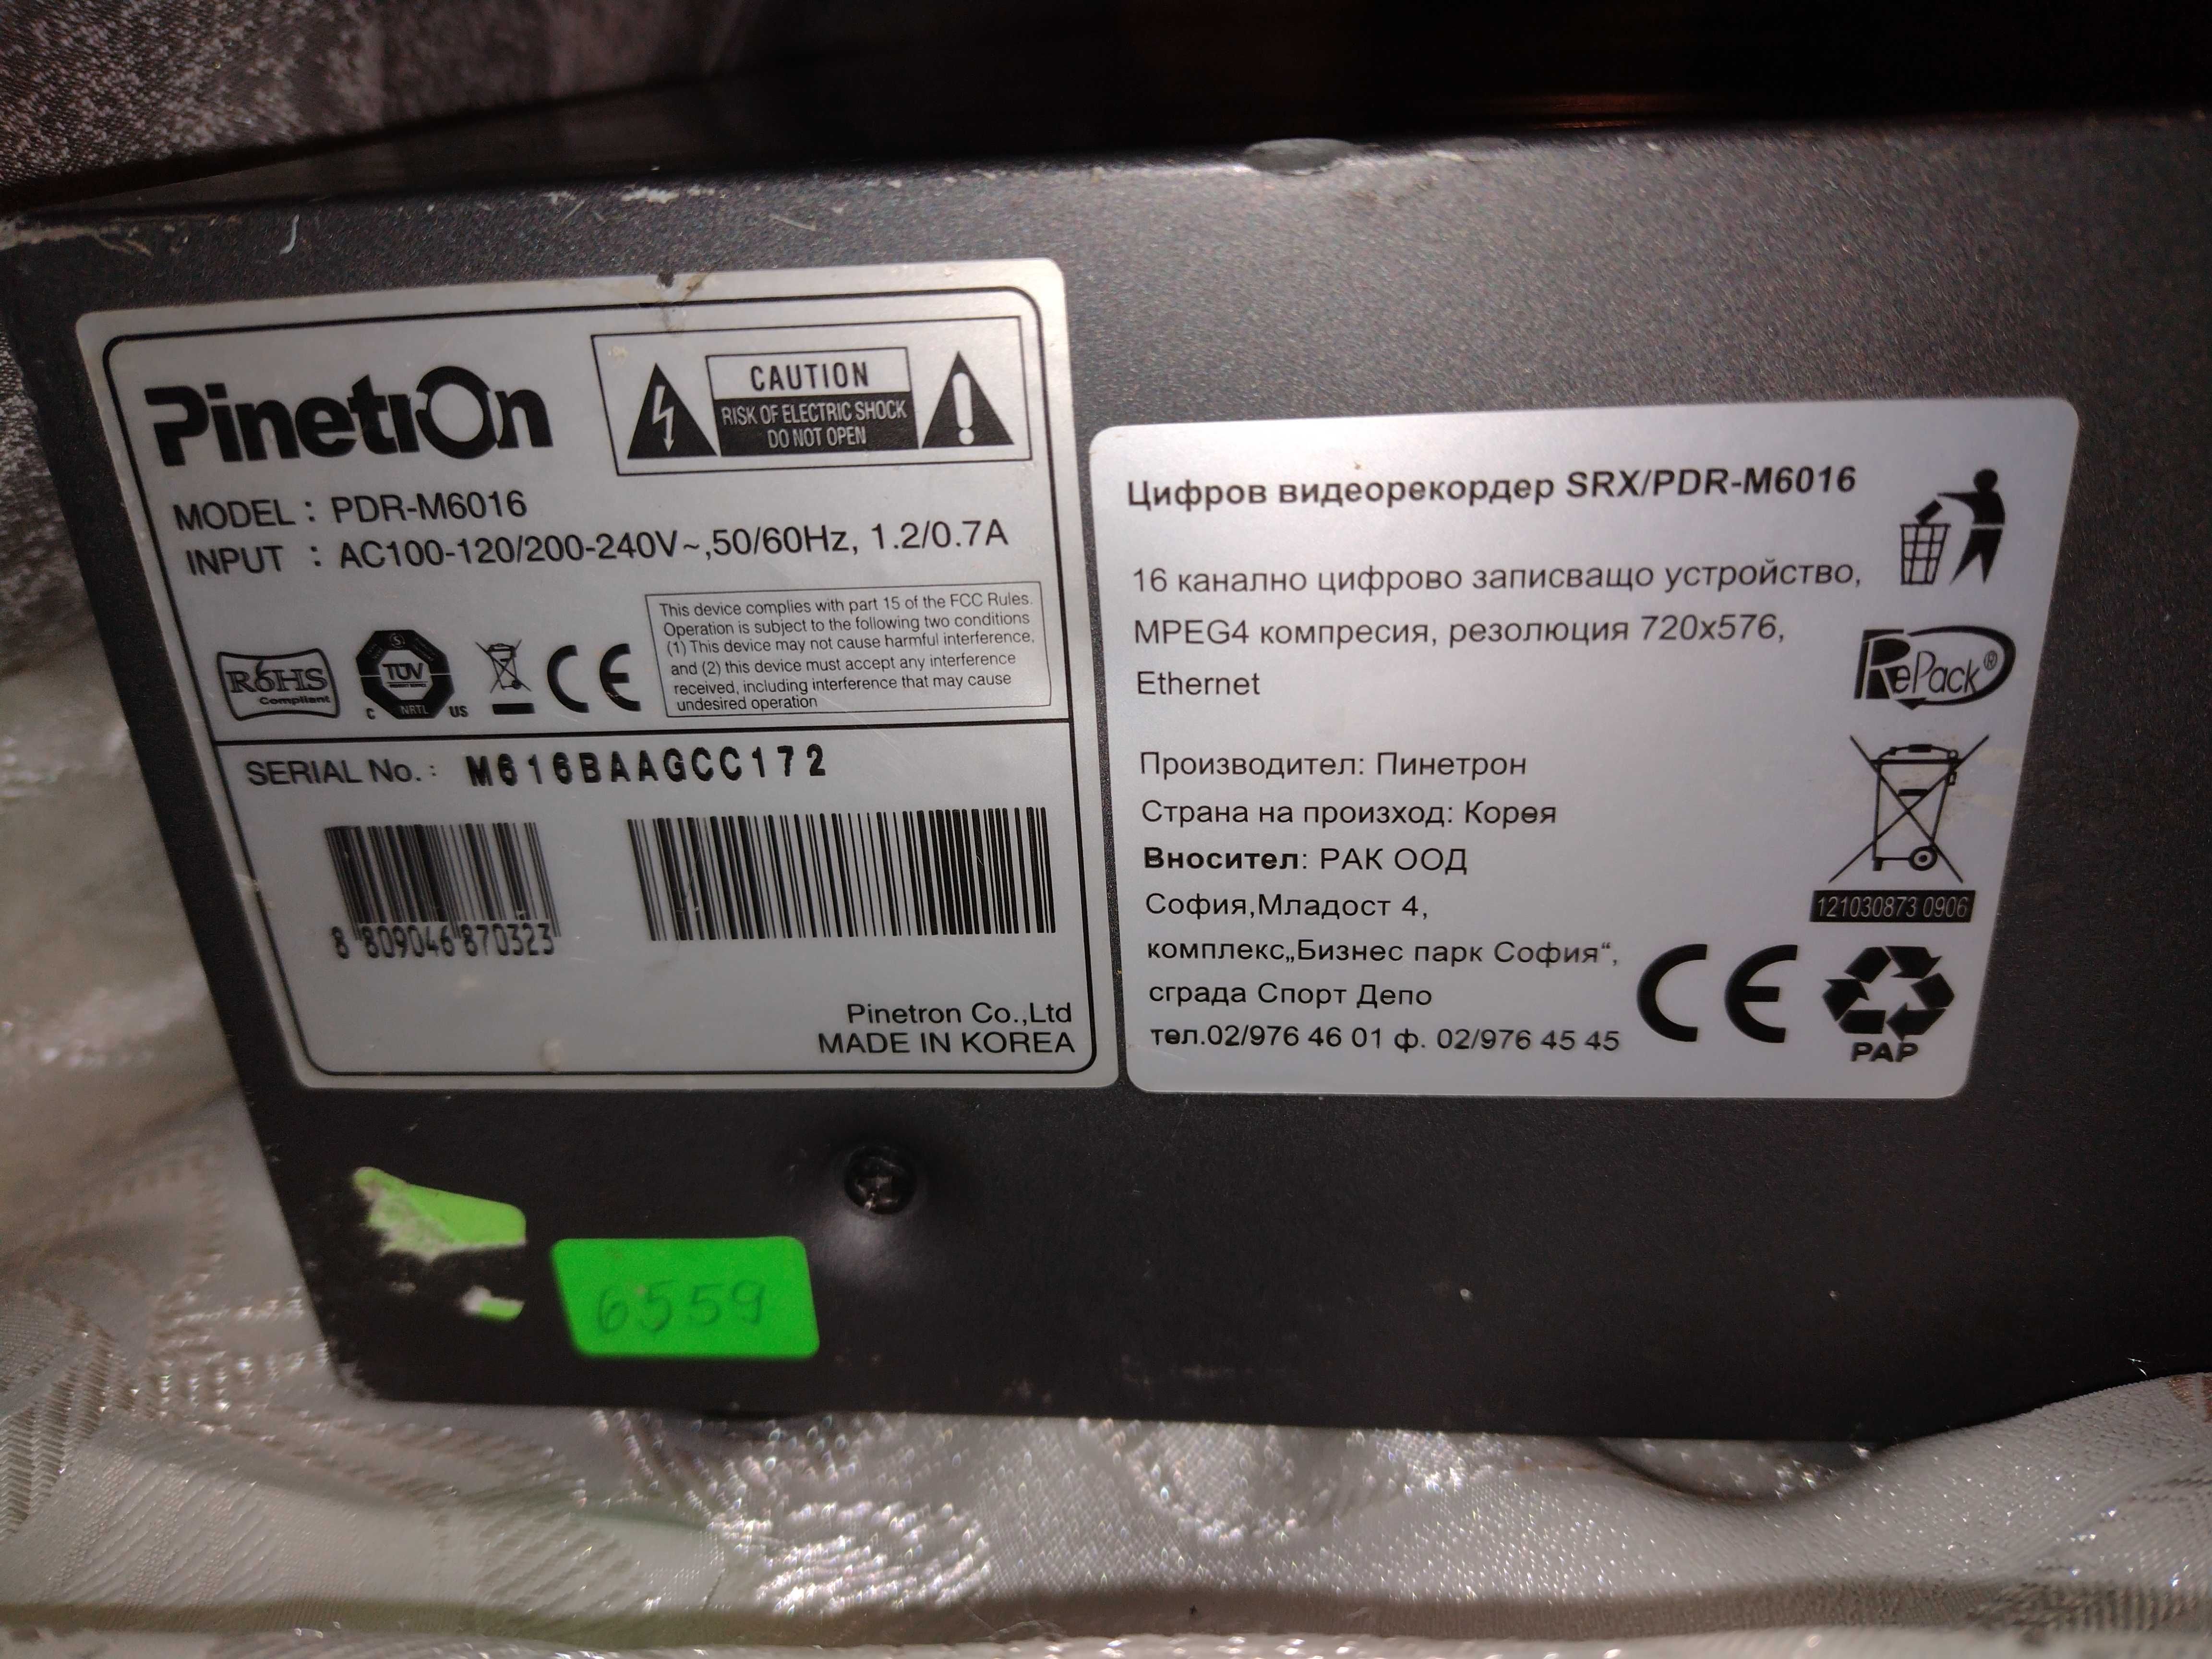 PinetrOn
CAUTION
RISK OF ELECTRIC SHOCK
DO NOT OPEN
MODEL : PDR-M6016
INPUT : AC100-120/200-240V~,50/60Hz, 1.2/0.7A
RoHS
Compliant
TÜV
C NRTL US
CE
This device complies with part 15 of the FCC Rules.
Operation is subject to the following two conditions
(1) This device may not cause harmful interference,
and (2) this device must accept any interference
received, including interference that may cause
undesired operation
SERIAL No. : M616BAAGCC172
8 809046 870323
Pinetron Co.,Ltd
MADE IN KOREA
Цифров видеорекордер SRX/PDR-M6016
16 канално цифрово записващо устройство,
MPEG4 компресия, резолюция 720x576,
Ethernet
RePack®
Производител: Пинетрон
Страна на произход: Корея
Вносител: РАК ООД
София,Младост 4,
комплекс„Бизнес парк София“,
сграда Спорт Депо
тел.02/976 46 01 ф. 02/976 45 45
121030873 0906
CE
PAP
6559